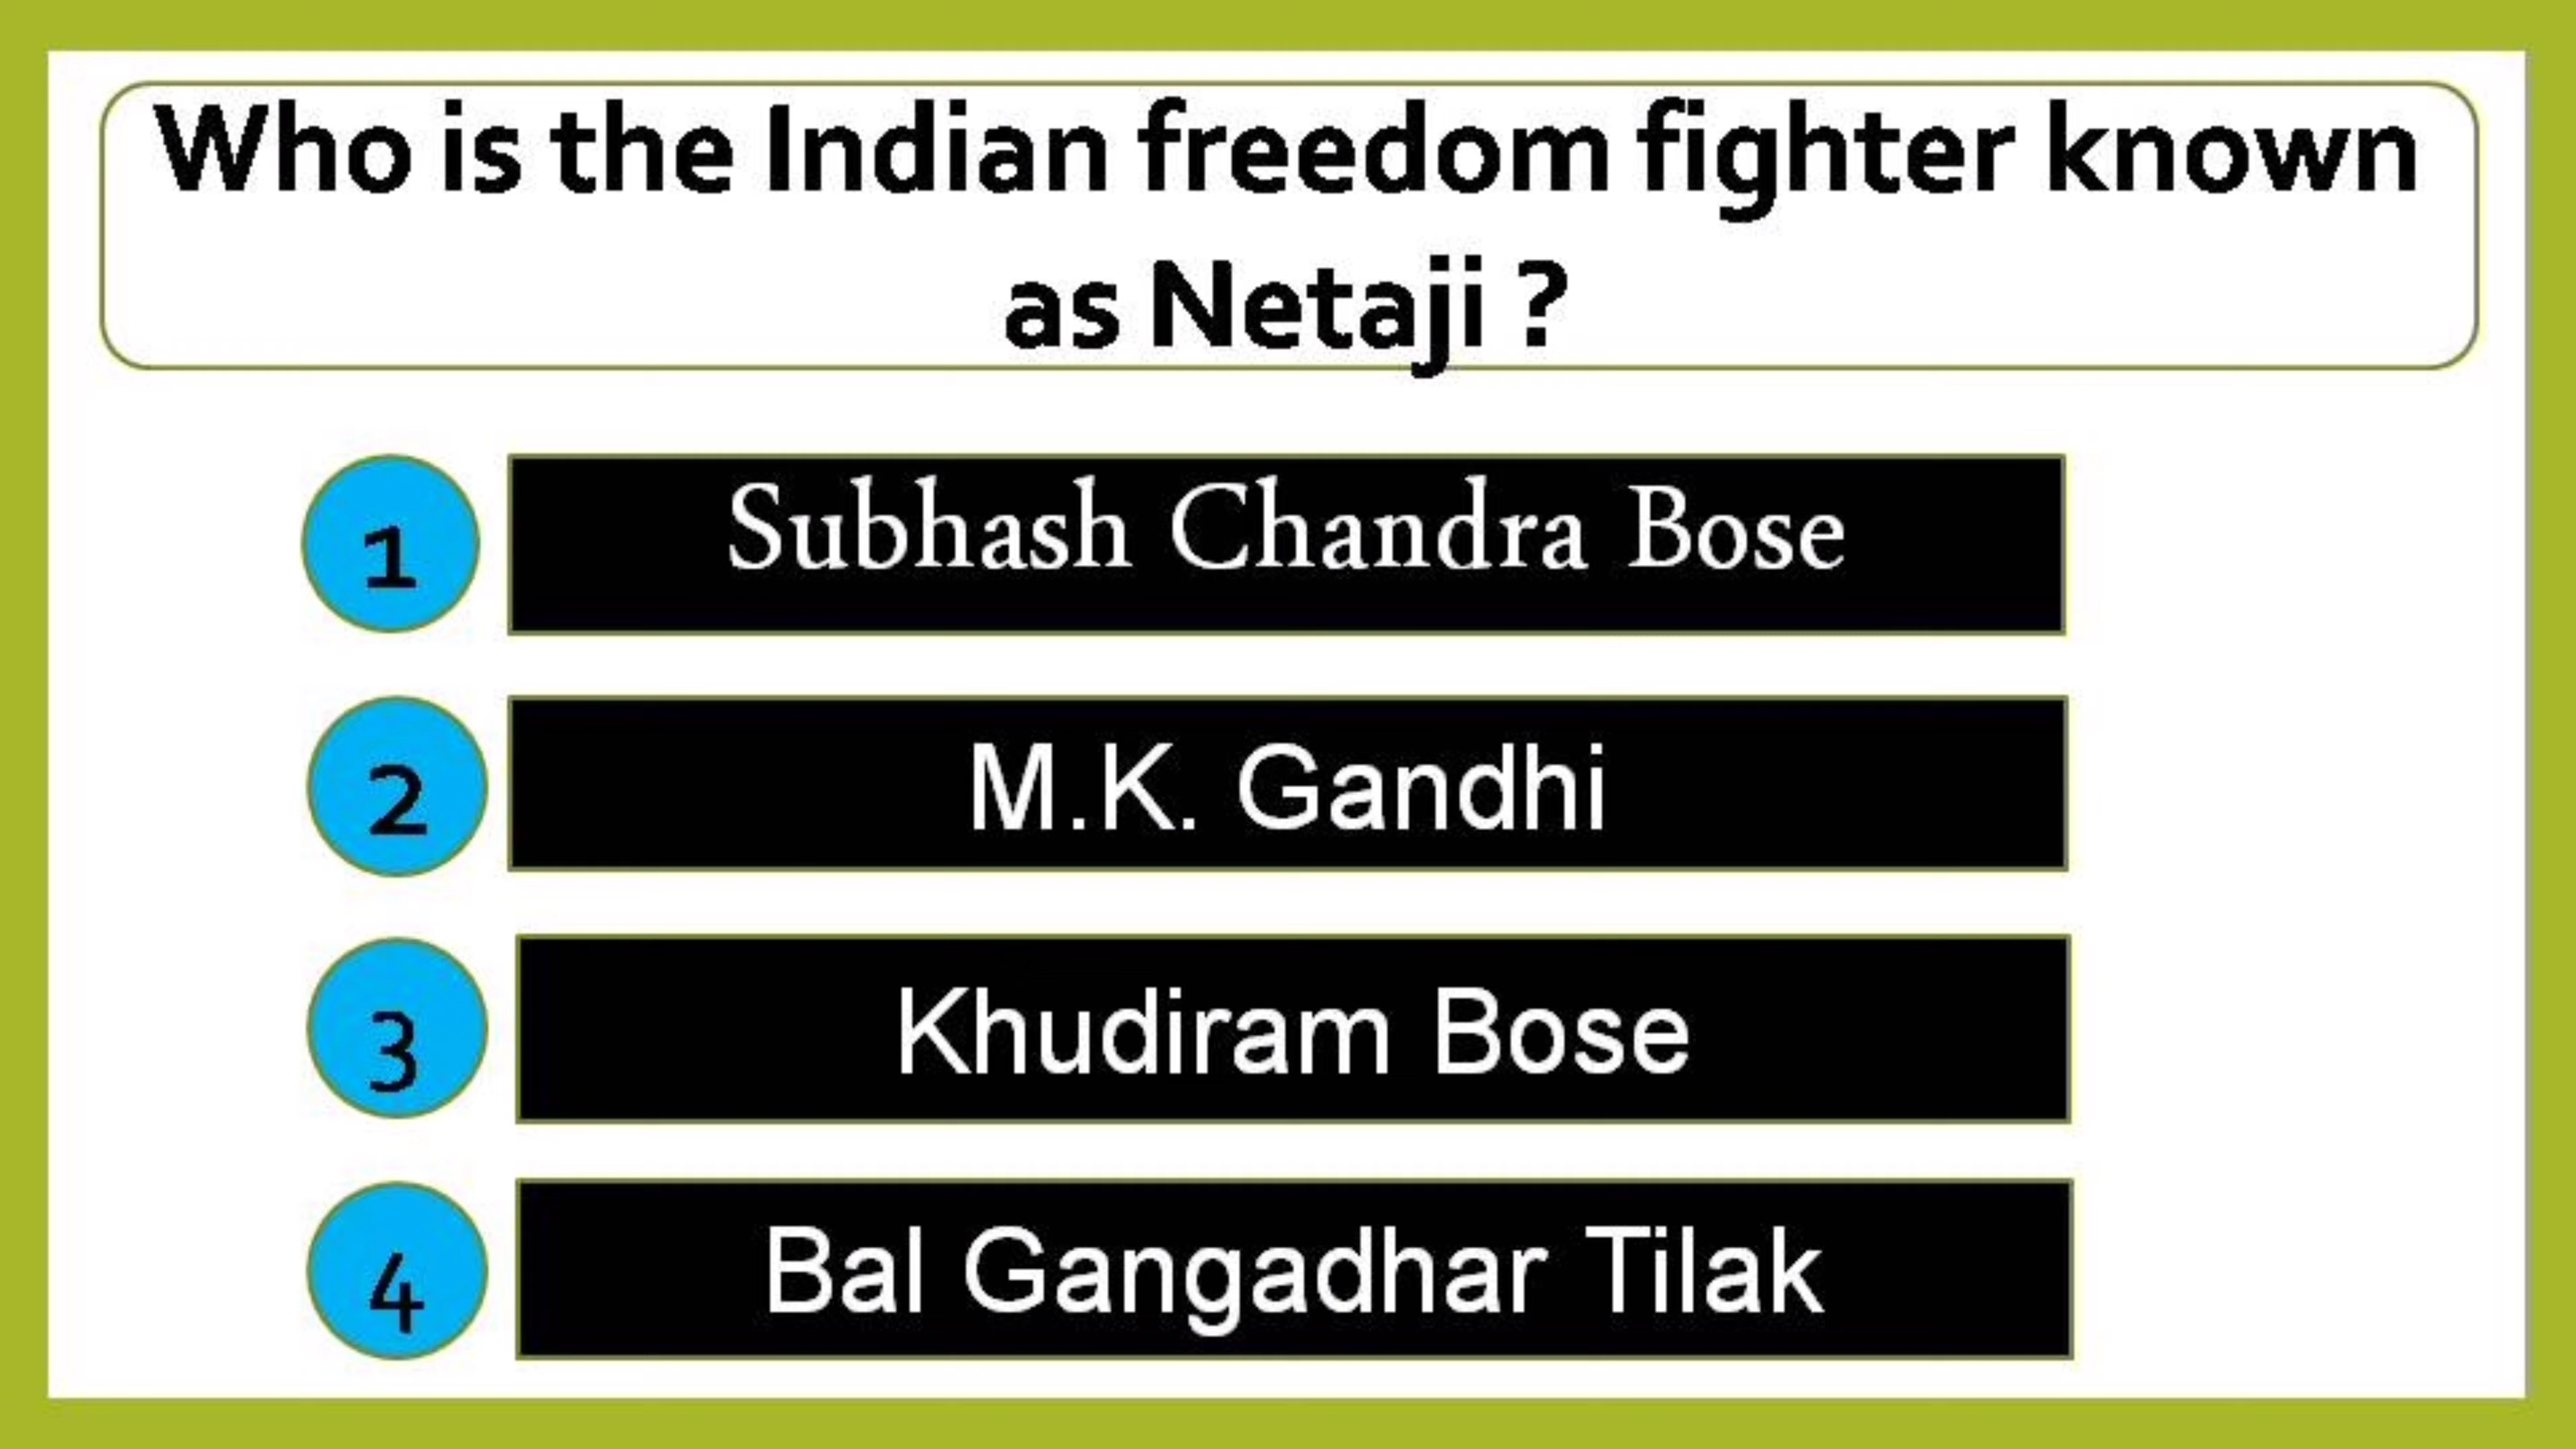 Who is the Indian freedom fighter known
as Netaji ?
1 Subhash Chandra Bose
2 M.K. Gandhi
3 Khudiram Bose
4 Bal Gangadhar Tilak